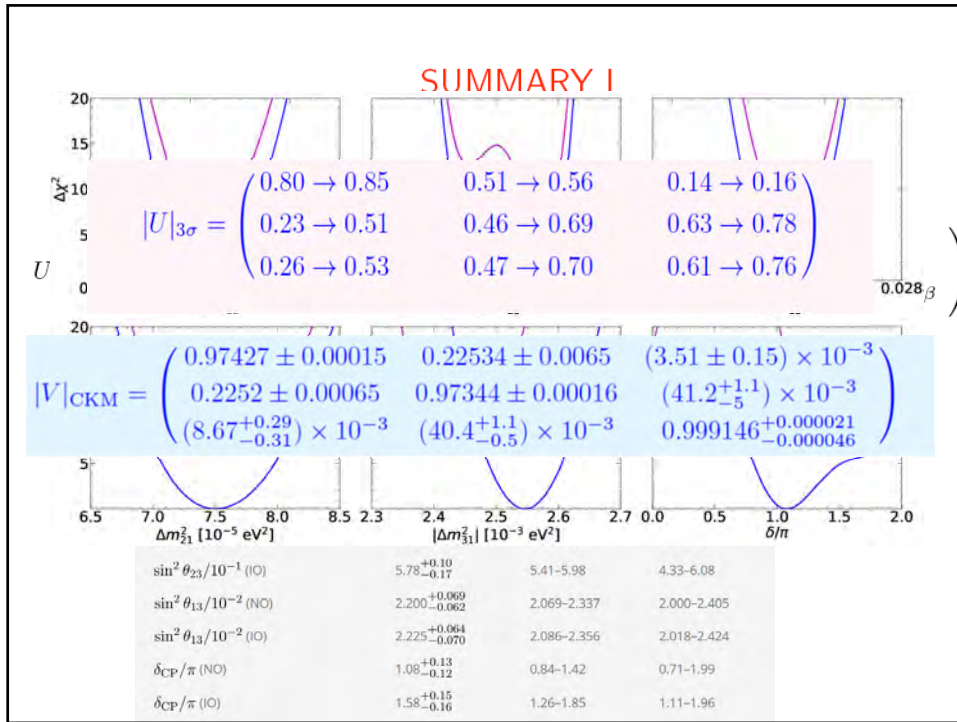 SUMMARY I
20
15
10
5
0
Δχ²
|U|₃σ = ( 0.80 → 0.85 0.51 → 0.56 0.14 → 0.16
0.23 → 0.51 0.46 → 0.69 0.63 → 0.78
0.26 → 0.53 0.47 → 0.70 0.61 → 0.76 )
U
0.028 β )
20
|V|CKM = ( 0.97427 ± 0.00015 0.22534 ± 0.0065 (3.51 ± 0.15) × 10⁻³
0.2252 ± 0.00065 0.97344 ± 0.00016 (41.2 +1.1 −5) × 10⁻³
(8.67 +0.29 −0.31) × 10⁻³ (40.4 +1.1 −0.5) × 10⁻³ 0.999146 +0.000021 −0.000046 )
5
6.5 7.0 7.5 8.0 8.5 2.3 2.4 2.5 2.6 2.7 0.0 0.5 1.0 1.5 2.0
Δm²₂₁ [10⁻⁵ eV²] |Δm²₃₁| [10⁻³ eV²] δ/π
sin² θ₂₃/10⁻¹ (IO) 5.78 +0.10 −0.17 5.41–5.98 4.33–6.08
sin² θ₁₃/10⁻² (NO) 2.200 +0.069 −0.062 2.069–2.337 2.000–2.405
sin² θ₁₃/10⁻² (IO) 2.225 +0.064 −0.070 2.086–2.356 2.018–2.424
δCP/π (NO) 1.08 +0.13 −0.12 0.84–1.42 0.71–1.99
δCP/π (IO) 1.58 +0.15 −0.16 1.26–1.85 1.11–1.96